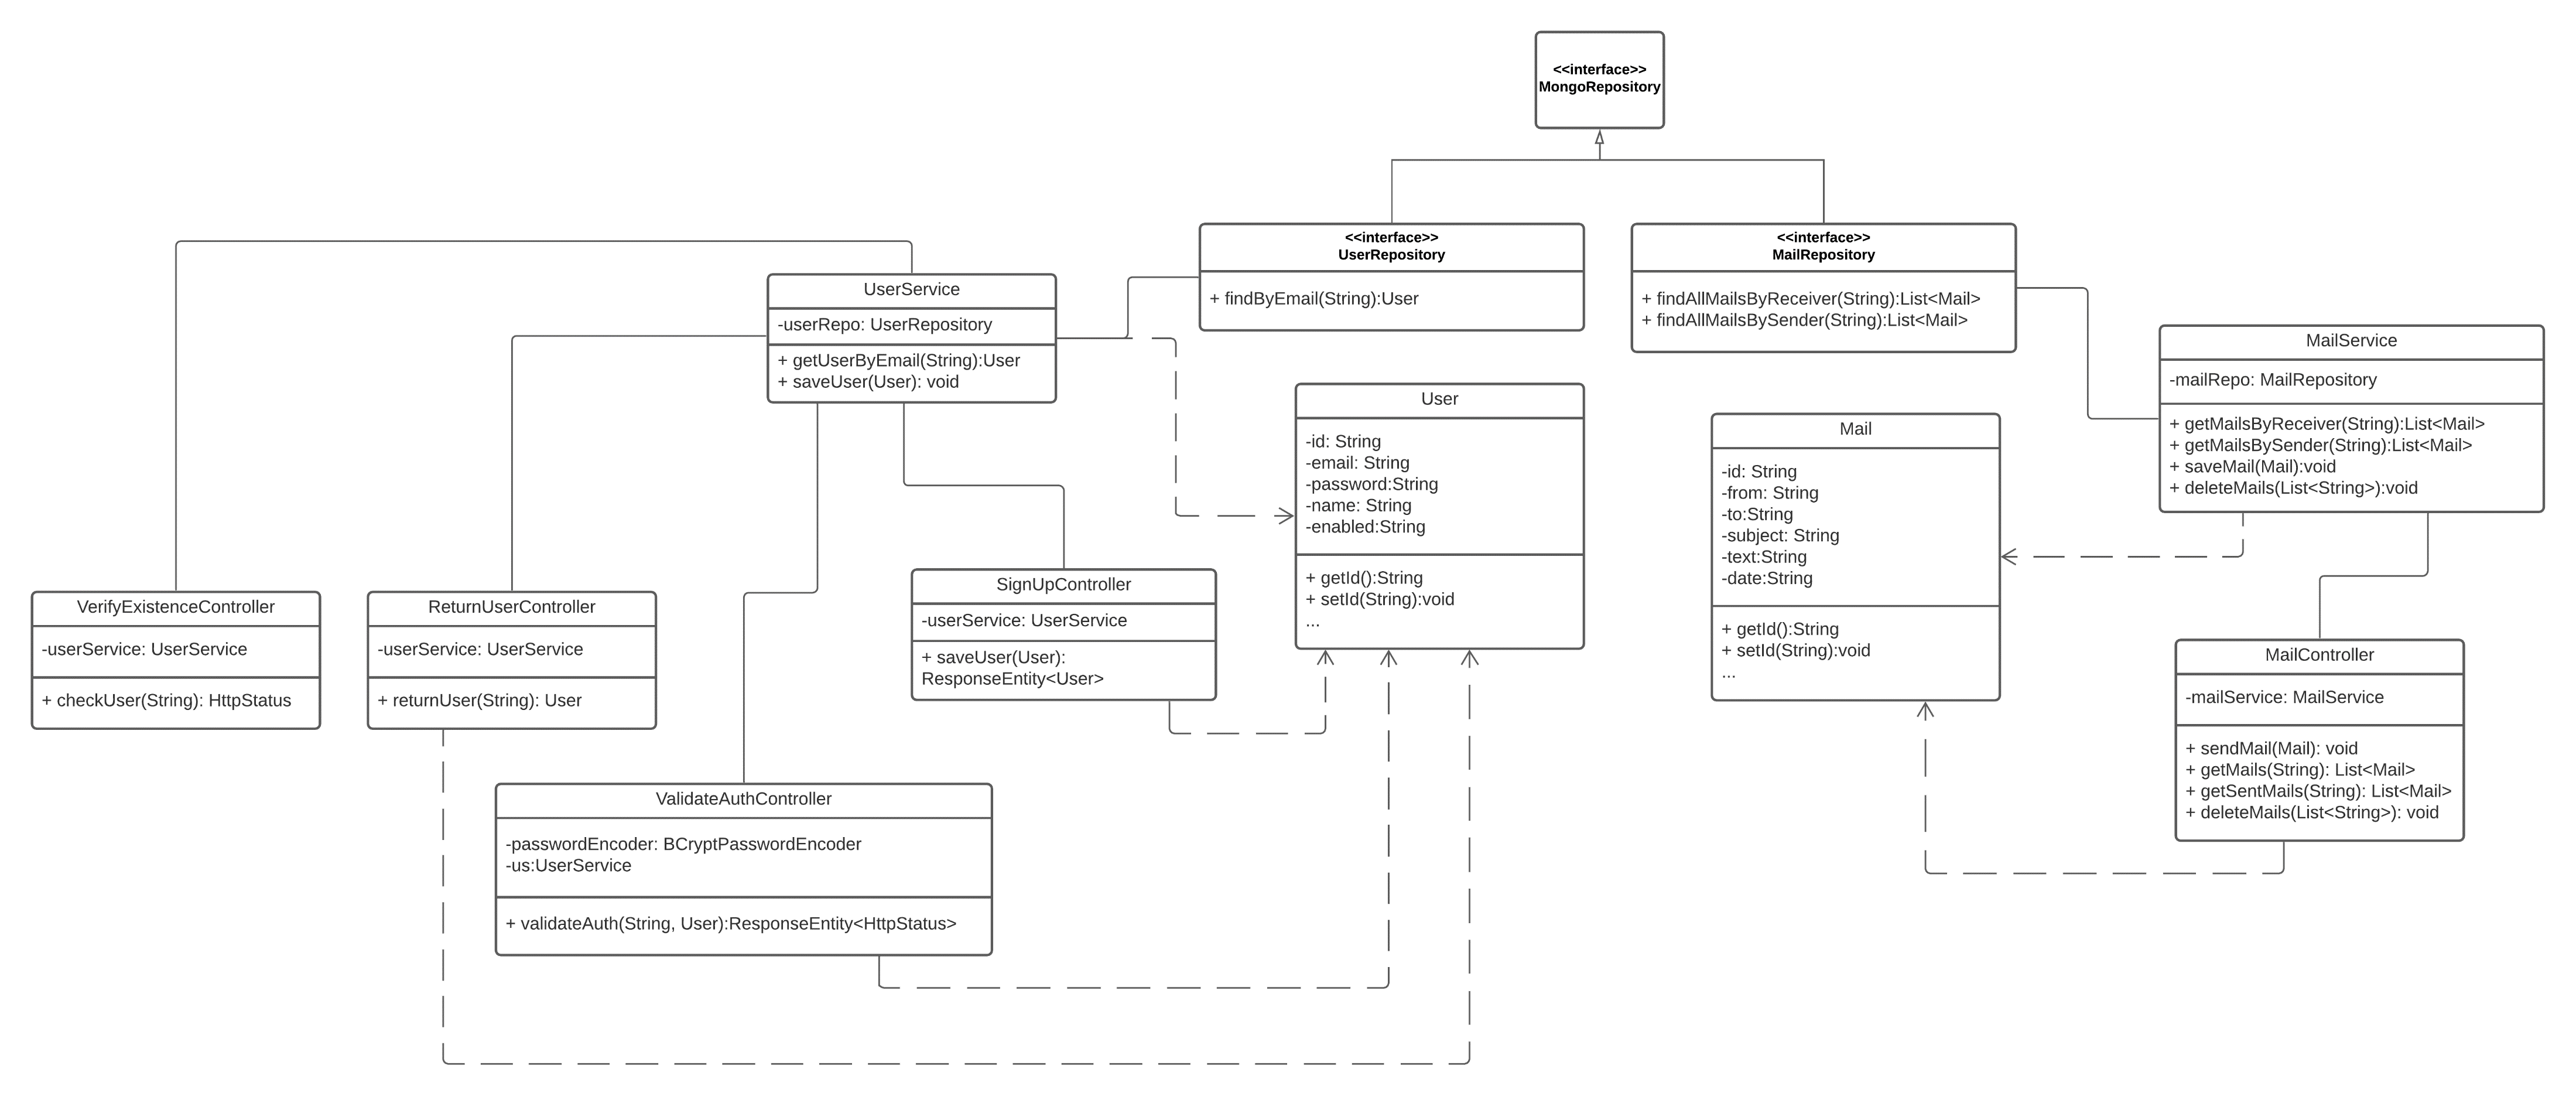 <<interface>>
MongoRepository
<<interface>>
UserRepository
+ findByEmail(String):User
<<interface>>
MailRepository
+ findAllMailsByReceiver(String):List<Mail>
+ findAllMailsBySender(String):List<Mail>
UserService
-userRepo: UserRepository
+ getUserByEmail(String):User
+ saveUser(User): void
MailService
-mailRepo: MailRepository
+ getMailsByReceiver(String):List<Mail>
+ getMailsBySender(String):List<Mail>
+ saveMail(Mail):void
+ deleteMails(List<String>):void
User
-id: String
-email: String
-password:String
-name: String
-enabled:String
+ getId():String
+ setId(String):void
...
Mail
-id: String
-from: String
-to:String
-subject: String
-text:String
-date:String
+ getId():String
+ setId(String):void
...
VerifyExistenceController
-userService: UserService
+ checkUser(String): HttpStatus
ReturnUserController
-userService: UserService
+ returnUser(String): User
SignUpController
-userService: UserService
+ saveUser(User):
ResponseEntity<User>
MailController
-mailService: MailService
+ sendMail(Mail): void
+ getMails(String): List<Mail>
+ getSentMails(String): List<Mail>
+ deleteMails(List<String>): void
ValidateAuthController
-passwordEncoder: BCryptPasswordEncoder
-us:UserService
+ validateAuth(String, User):ResponseEntity<HttpStatus>